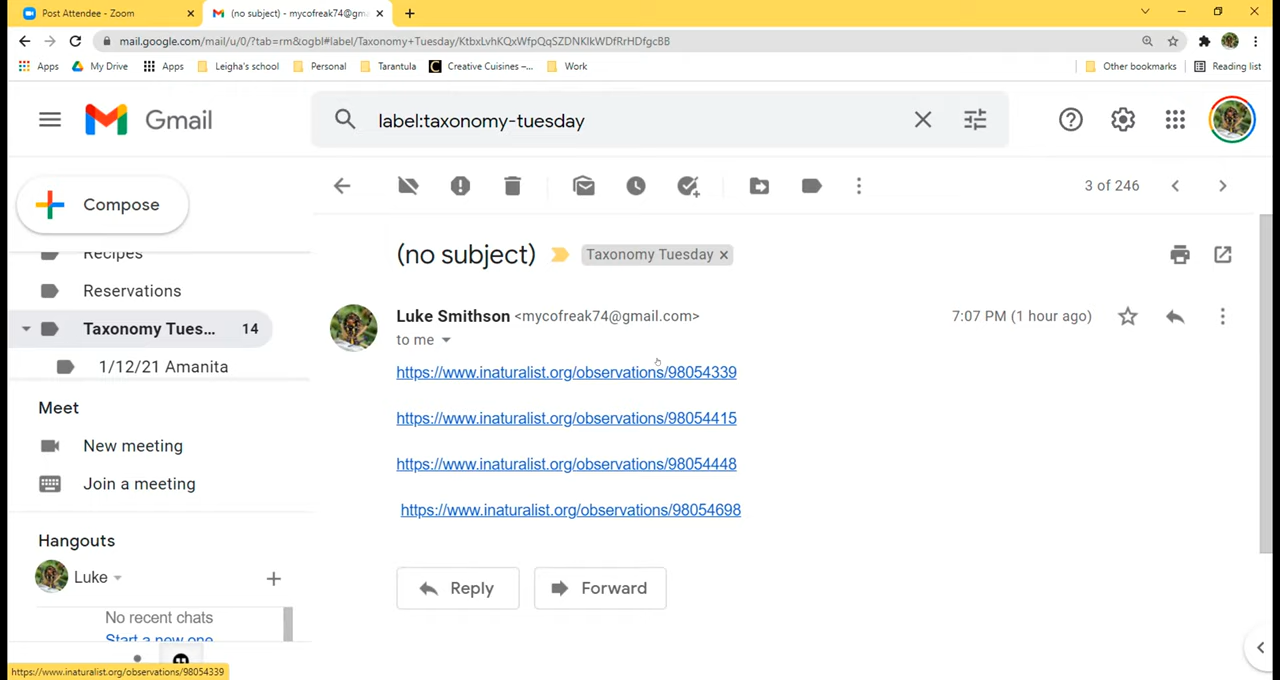 Post Attendee - Zoom
(no subject) - mycofreak74@gma
mail.google.com/mail/u/0/?tab=rm&ogbl#label/Taxonomy+Tuesday/KtbxLvhKQxWfpQqSZDNKlkWDfRrHDfgcBB
Apps My Drive Apps Leigha's school Personal Tarantula Creative Cuisines –... Work Other bookmarks Reading list
Gmail
label:taxonomy-tuesday
Compose
3 of 246
Recipes
Reservations
Taxonomy Tues... 14
1/12/21 Amanita
Meet
New meeting
Join a meeting
Hangouts
Luke
No recent chats
Start a new one
(no subject) Taxonomy Tuesday
Luke Smithson <mycofreak74@gmail.com> 7:07 PM (1 hour ago)
to me
https://www.inaturalist.org/observations/98054339
https://www.inaturalist.org/observations/98054415
https://www.inaturalist.org/observations/98054448
https://www.inaturalist.org/observations/98054698
Reply Forward
https://www.inaturalist.org/observations/98054339